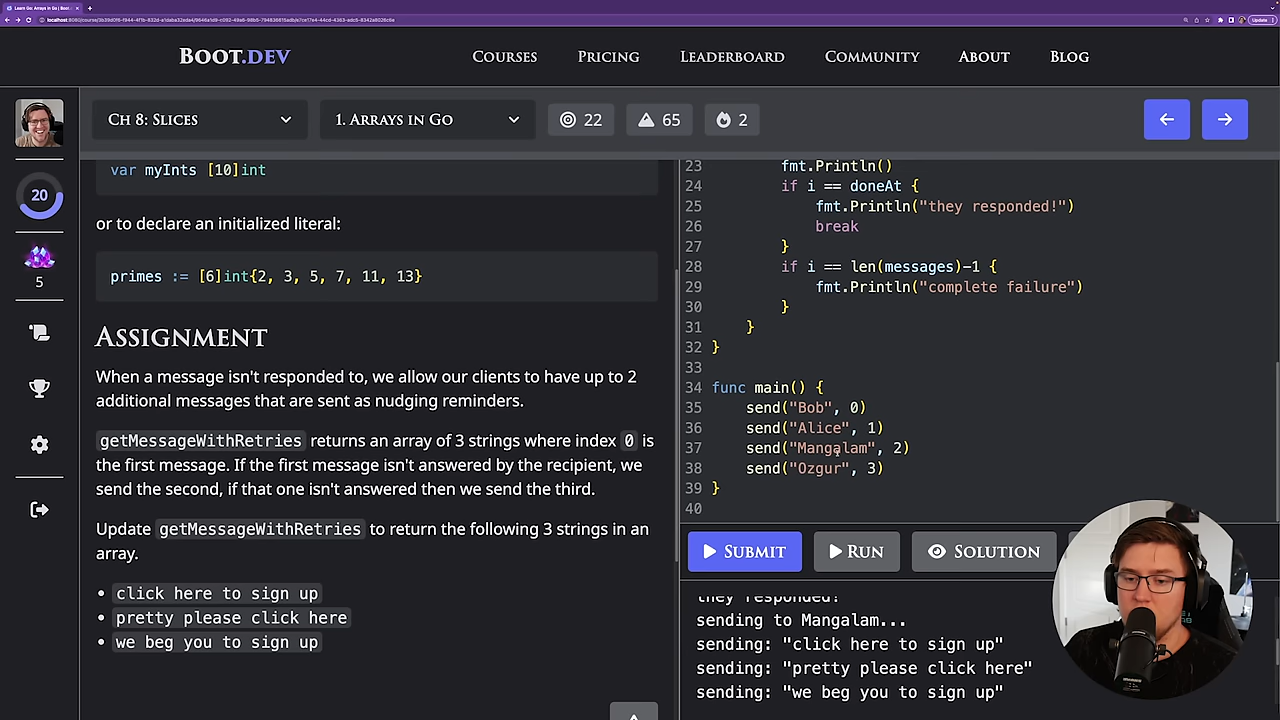 Learn Go: Arrays in Go | Boot.
Update
BOOT.DEV
COURSES
PRICING
LEADERBOARD
COMMUNITY
ABOUT
BLOG
CH 8: SLICES
1. ARRAYS IN GO
22
65
2
20
5
var myInts [10]int
or to declare an initialized literal:
primes := [6]int{2, 3, 5, 7, 11, 13}
ASSIGNMENT
When a message isn't responded to, we allow our clients to have up to 2
additional messages that are sent as nudging reminders.
getMessageWithRetries returns an array of 3 strings where index 0 is
the first message. If the first message isn't answered by the recipient, we
send the second, if that one isn't answered then we send the third.
Update getMessageWithRetries to return the following 3 strings in an
array.
• click here to sign up
• pretty please click here
• we beg you to sign up
23 fmt.Println()
24 if i == doneAt {
25 fmt.Println("they responded!")
26 break
27 }
28 if i == len(messages)-1 {
29 fmt.Println("complete failure")
30 }
31 }
32 }
33
34 func main() {
35 send("Bob", 0)
36 send("Alice", 1)
37 send("Mangalam", 2)
38 send("Ozgur", 3)
39 }
40
SUBMIT
RUN
SOLUTION
they responded!
sending to Mangalam...
sending: "click here to sign up"
sending: "pretty please click here"
sending: "we beg you to sign up"